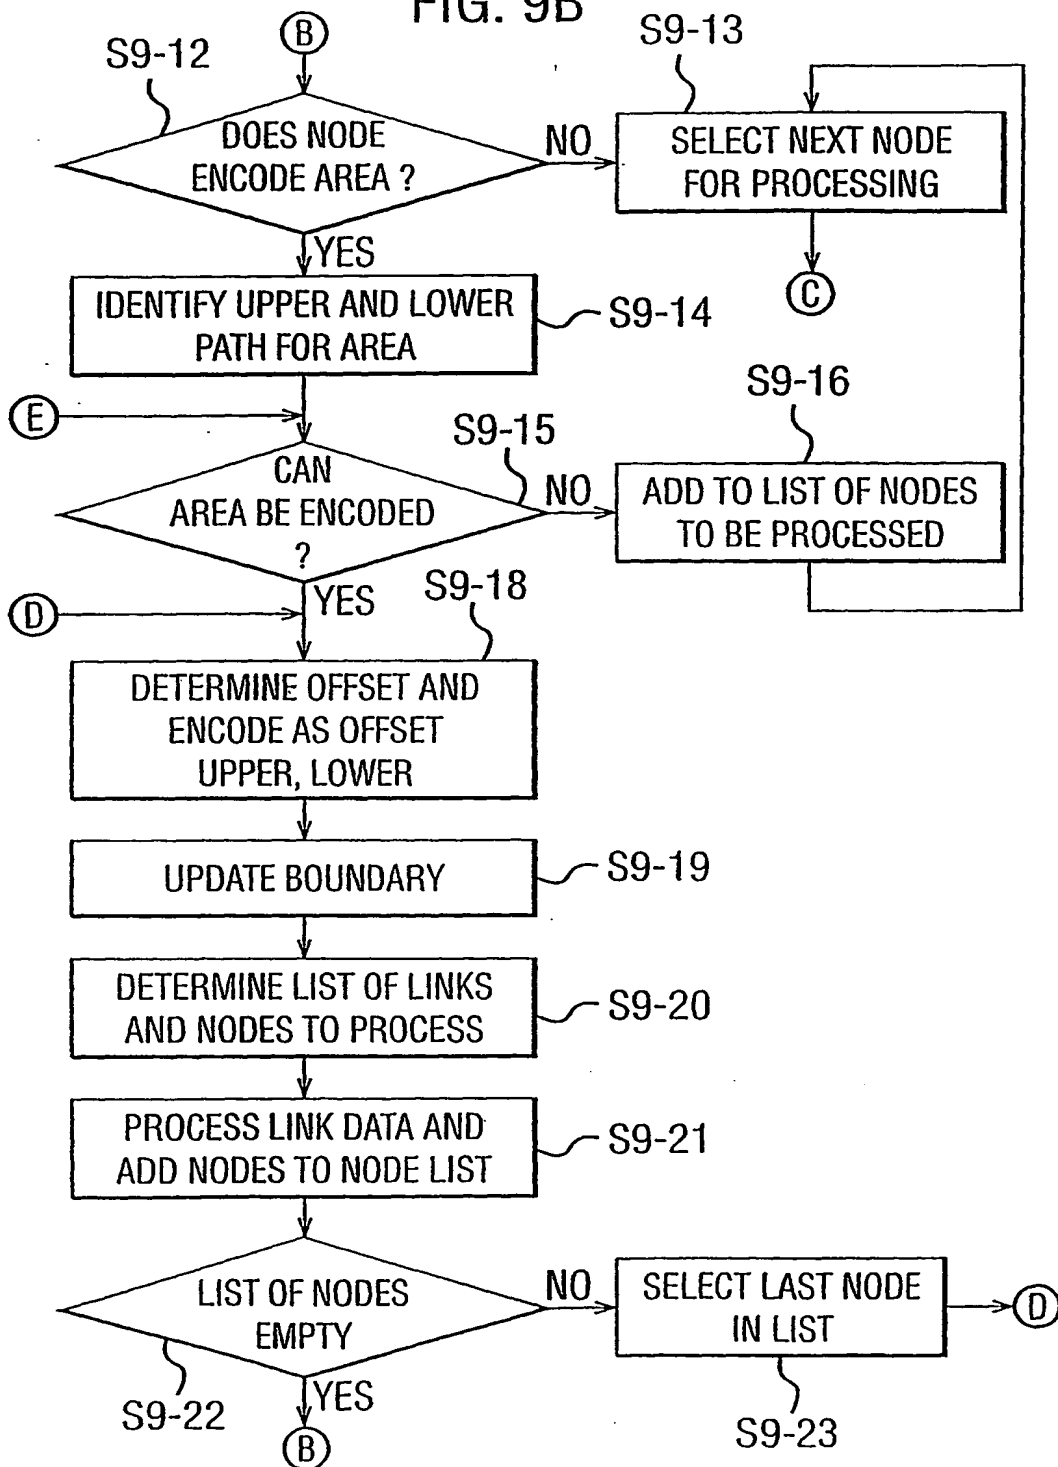 FIG. 9B
B
S9-12
S9-13
DOES NODE
ENCODE AREA ?
NO
SELECT NEXT NODE
FOR PROCESSING
YES
C
IDENTIFY UPPER AND LOWER
PATH FOR AREA
S9-14
E
S9-15
S9-16
CAN
AREA BE ENCODED
?
NO
ADD TO LIST OF NODES
TO BE PROCESSED
YES
S9-18
D
DETERMINE OFFSET AND
ENCODE AS OFFSET
UPPER, LOWER
UPDATE BOUNDARY
S9-19
DETERMINE LIST OF LINKS
AND NODES TO PROCESS
S9-20
PROCESS LINK DATA AND
ADD NODES TO NODE LIST
S9-21
LIST OF NODES
EMPTY
NO
SELECT LAST NODE
IN LIST
D
S9-22
YES
S9-23
B